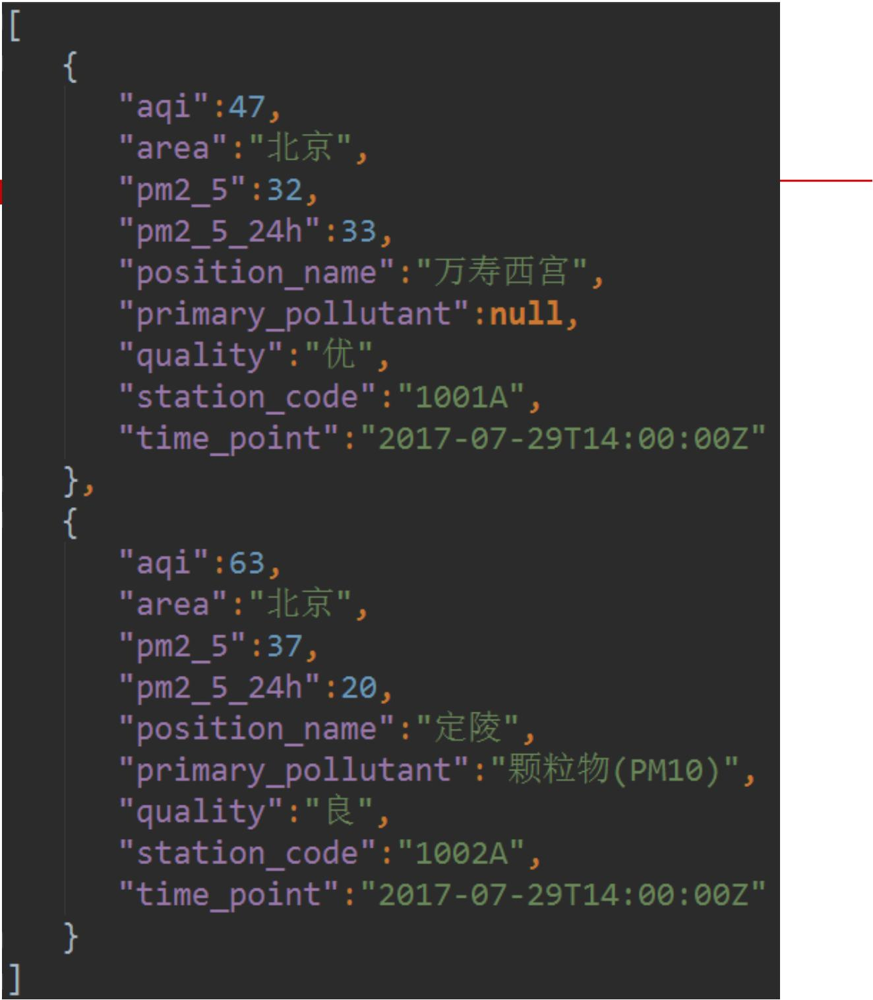 [
{
"aqi":47,
"area":"北京",
"pm2_5":32,
"pm2_5_24h":33,
"position_name":"万寿西宫",
"primary_pollutant":null,
"quality":"优",
"station_code":"1001A",
"time_point":"2017-07-29T14:00:00Z"
},
{
"aqi":63,
"area":"北京",
"pm2_5":37,
"pm2_5_24h":20,
"position_name":"定陵",
"primary_pollutant":"颗粒物(PM10)",
"quality":"良",
"station_code":"1002A",
"time_point":"2017-07-29T14:00:00Z"
}
]